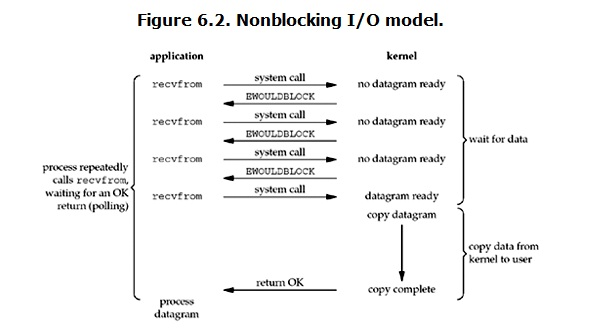 Figure 6.2. Nonblocking I/O model.
application kernel
recvfrom system call no datagram ready
EWOULDBLOCK
recvfrom system call no datagram ready
EWOULDBLOCK
recvfrom system call no datagram ready
EWOULDBLOCK
recvfrom system call datagram ready
copy datagram
process repeatedly
calls recvfrom,
waiting for an OK
return (polling)
wait for data
copy data from
kernel to user
return OK copy complete
process
datagram